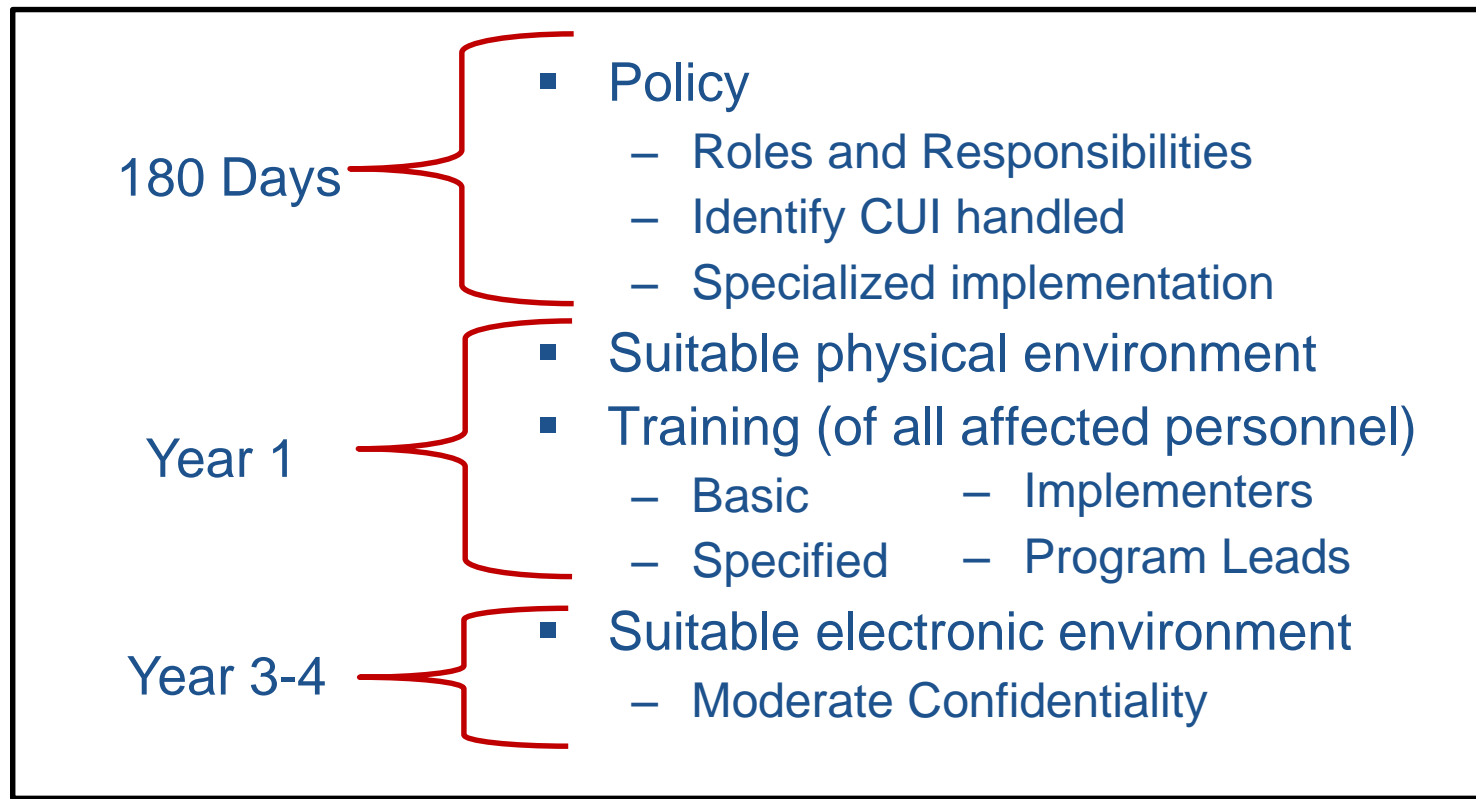 180 Days
▪ Policy
– Roles and Responsibilities
– Identify CUI handled
– Specialized implementation
Year 1
▪ Suitable physical environment
▪ Training (of all affected personnel)
– Basic – Implementers
– Specified – Program Leads
Year 3-4
▪ Suitable electronic environment
– Moderate Confidentiality